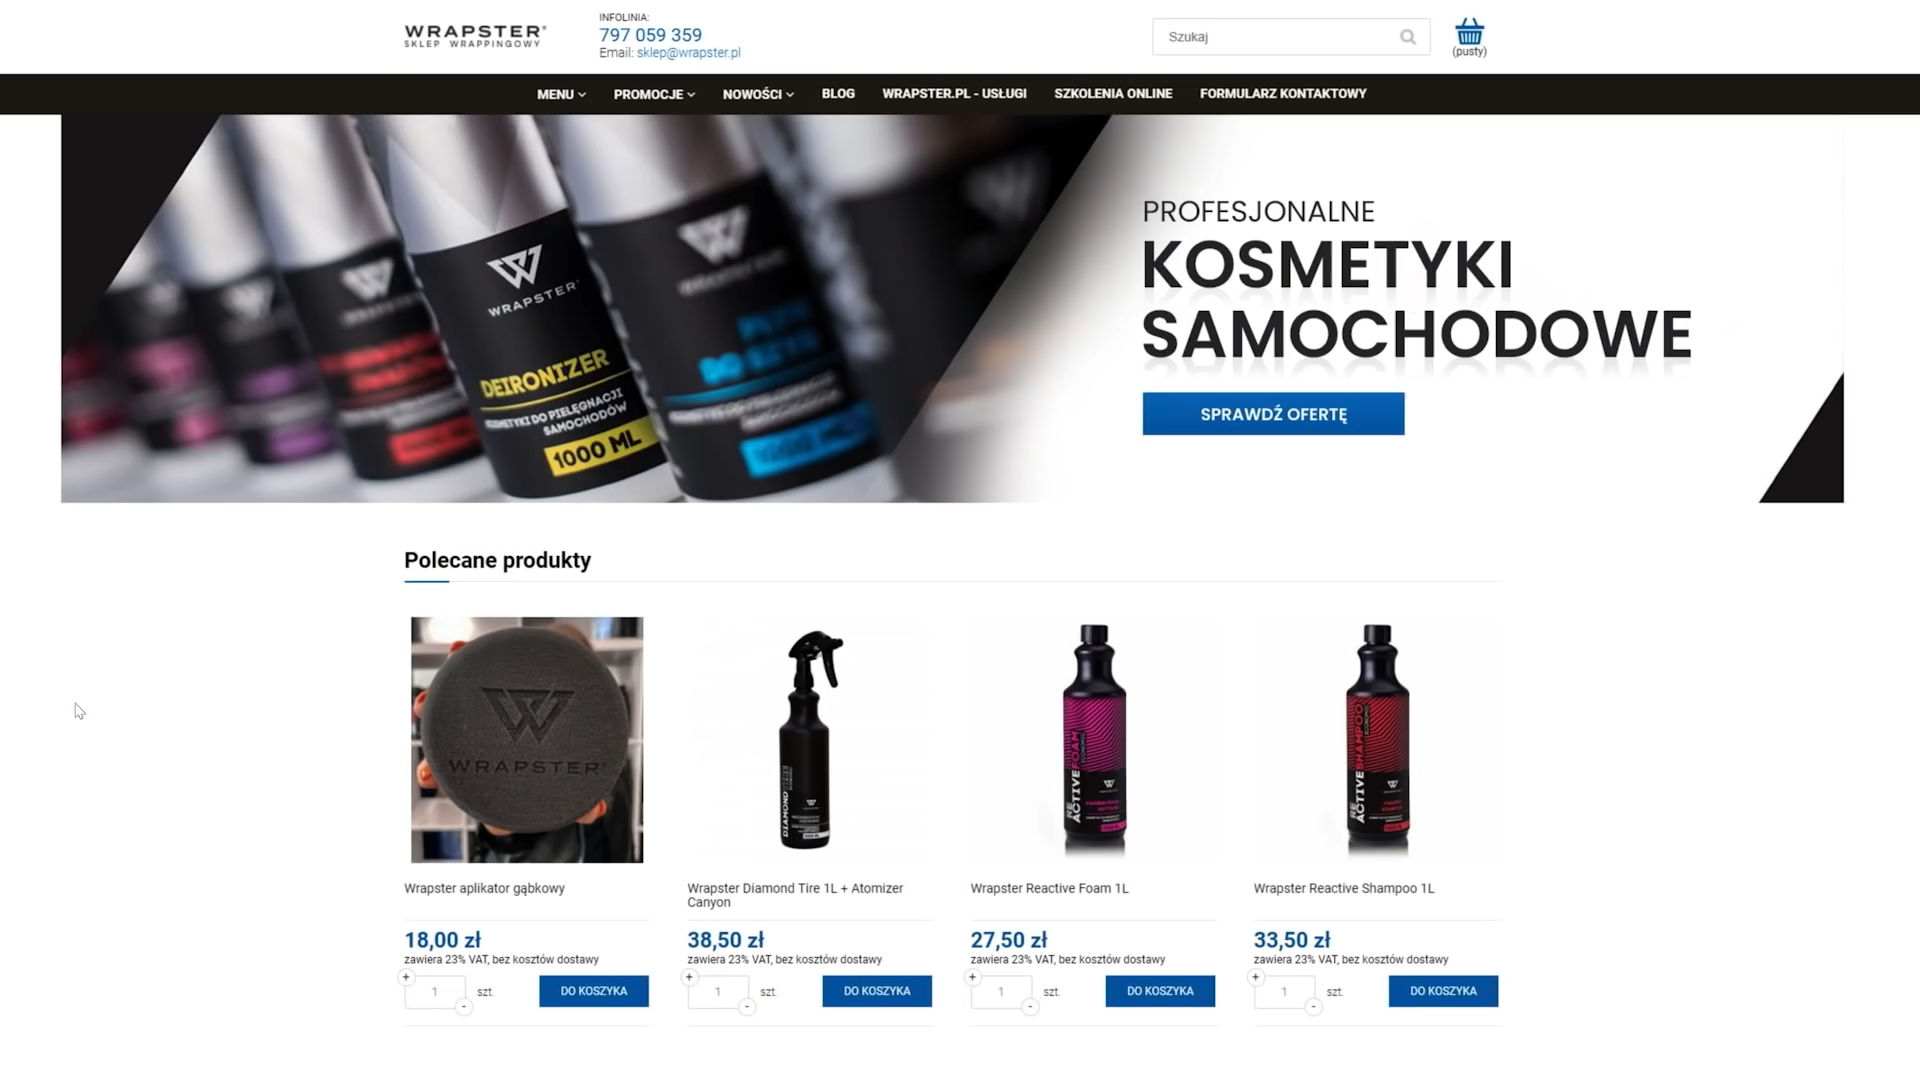 WRAPSTER®
SKLEP WRAPPINGOWY
INFOLINIA:
797 059 359
Email: sklep@wrapster.pl
Szukaj
(pusty)
MENU
PROMOCJE
NOWOŚCI
BLOG
WRAPSTER.PL - USŁUGI
SZKOLENIA ONLINE
FORMULARZ KONTAKTOWY
WRAPSTER
DEIRONIZER
KOSMETYKI DO PIELĘGNACJI
SAMOCHODÓW
1000 ML
PROFESJONALNE
KOSMETYKI
SAMOCHODOWE
SPRAWDŹ OFERTĘ
Polecane produkty
WRAPSTER
DIAMOND
REACTIVEFOAM
REACTIVESHAMPOO
Wrapster aplikator gąbkowy
18,00 zł
zawiera 23% VAT, bez kosztów dostawy
+
1
-
szt.
DO KOSZYKA
Wrapster Diamond Tire 1L + Atomizer
Canyon
38,50 zł
zawiera 23% VAT, bez kosztów dostawy
+
1
-
szt.
DO KOSZYKA
Wrapster Reactive Foam 1L
27,50 zł
zawiera 23% VAT, bez kosztów dostawy
+
1
-
szt.
DO KOSZYKA
Wrapster Reactive Shampoo 1L
33,50 zł
zawiera 23% VAT, bez kosztów dostawy
+
1
-
szt.
DO KOSZYKA